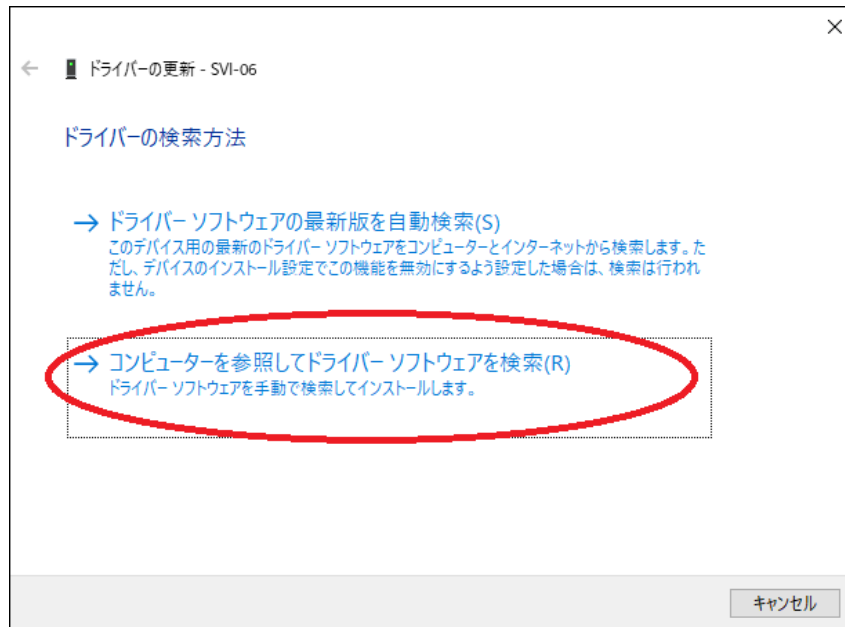 ドライバーの更新 - SVI-06
ドライバーの検索方法
→ ドライバー ソフトウェアの最新版を自動検索(S)
このデバイス用の最新のドライバー ソフトウェアをコンピューターとインターネットから検索します。た
だし、デバイスのインストール設定でこの機能を無効にするよう設定した場合は、検索は行われ
ません。
→ コンピューターを参照してドライバー ソフトウェアを検索(R)
ドライバー ソフトウェアを手動で検索してインストールします。
キャンセル